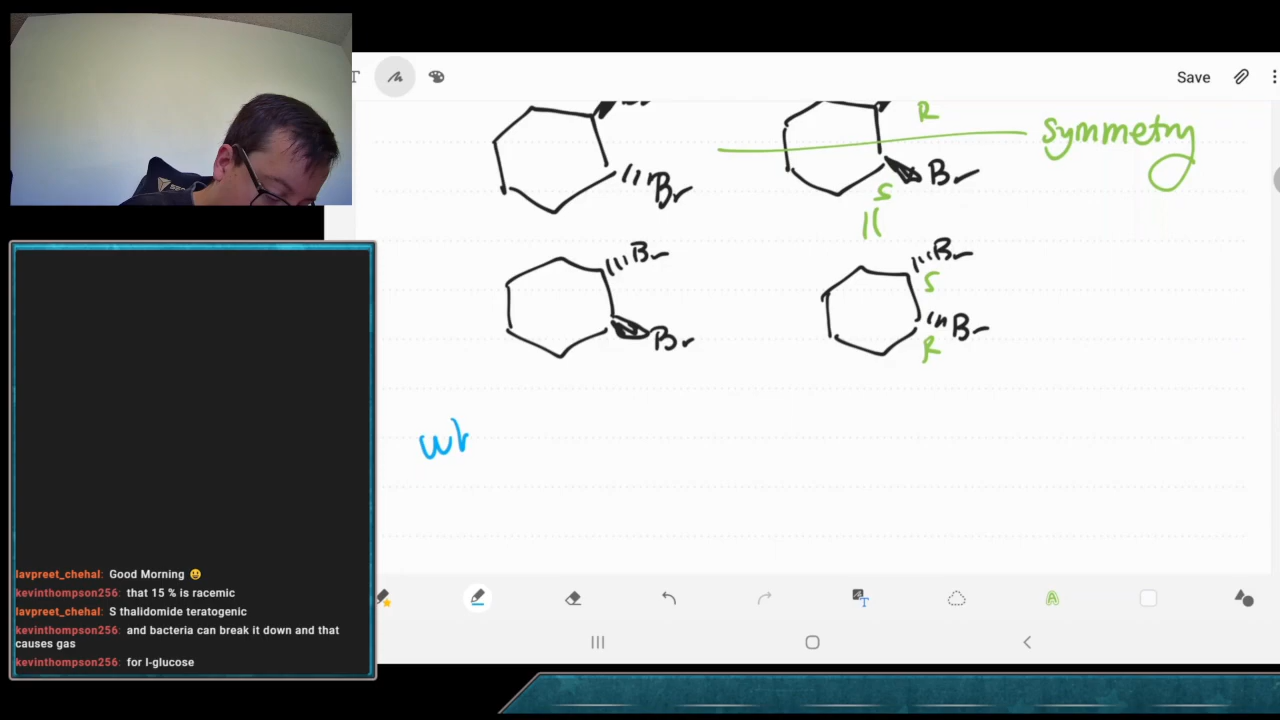 T
Save
R
symmetry
Br
Br
S
Br
Br
S
Br
Br
R
wh
A
T
lavpreet_chehal: Good Morning 😃
kevinthompson256: that 15 % is racemic
lavpreet_chehal: S thalidomide teratogenic
kevinthompson256: and bacteria can break it down and that
causes gas
kevinthompson256: for l-glucose